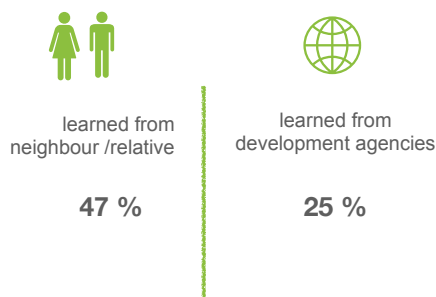 learned from
neighbour /relative
47 %
learned from
development agencies
25 %